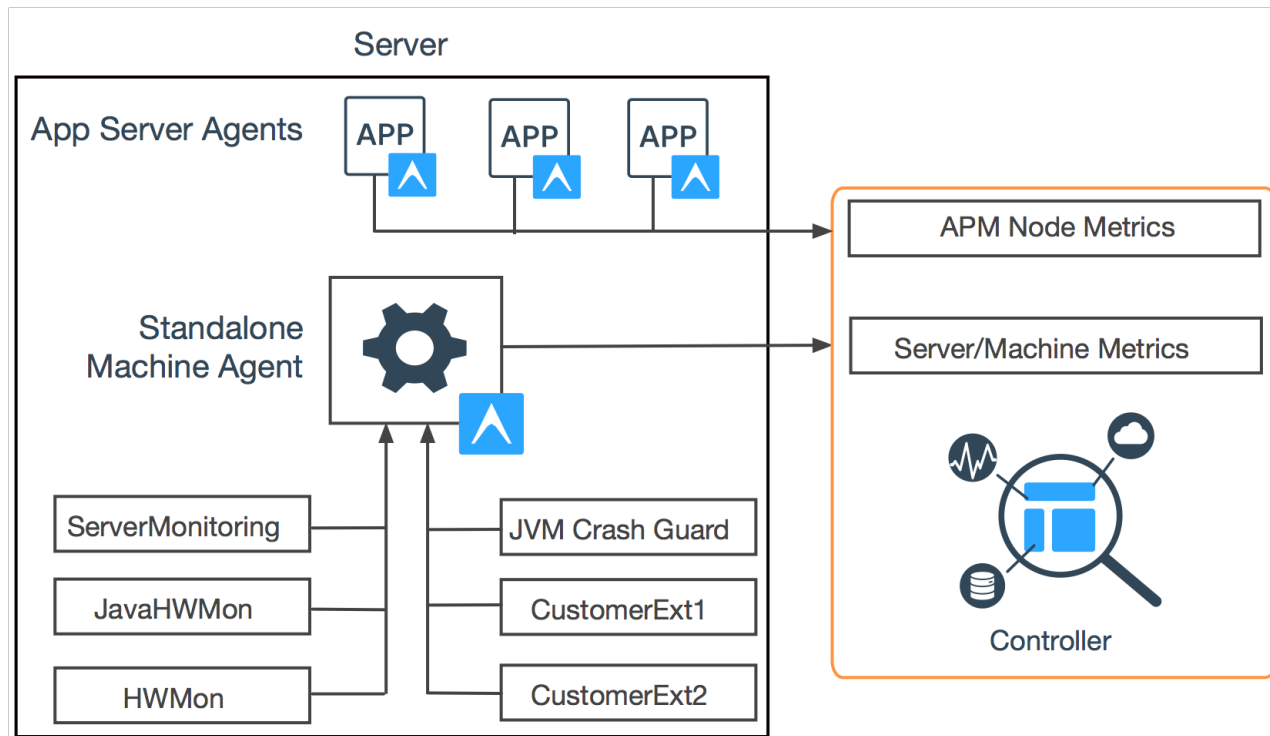 Server
App Server Agents
APP
APP
APP
APM Node Metrics
Standalone
Machine Agent
Server/Machine Metrics
ServerMonitoring
JVM Crash Guard
JavaHWMon
CustomerExt1
HWMon
CustomerExt2
Controller